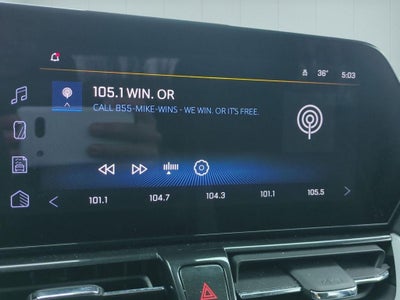 36° 5:03
105.1 WIN. OR
CALL 855-MIKE-WINS - WE WIN. OR IT'S FREE.
101.1 104.7 104.3 101.1 105.5